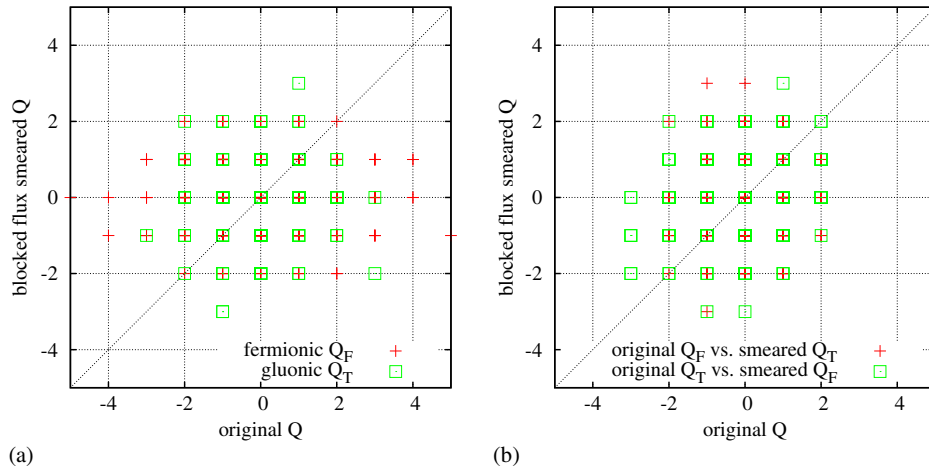 4
2
0
-2
-4
-4
-2
0
2
4
blocked flux smeared Q
original Q
fermionic Q_F
gluonic Q_T
(a)
4
2
0
-2
-4
-4
-2
0
2
4
blocked flux smeared Q
original Q
original Q_F vs. smeared Q_T
original Q_T vs. smeared Q_F
(b)